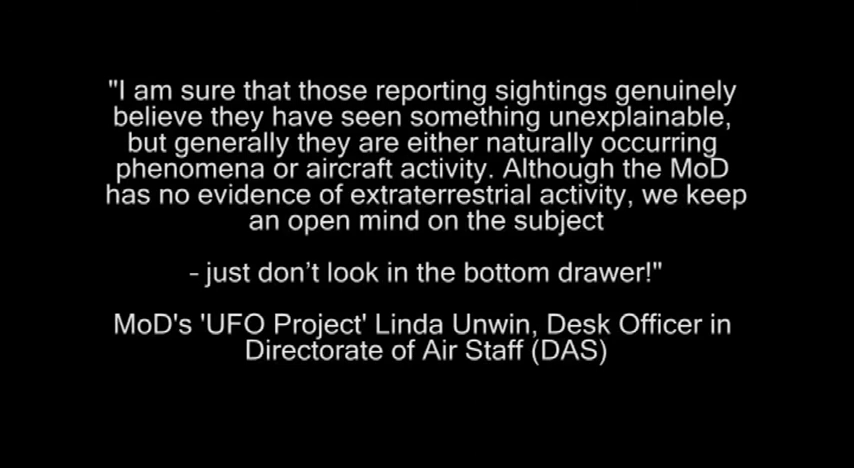 "I am sure that those reporting sightings genuinely
believe they have seen something unexplainable,
but generally they are either naturally occurring
phenomena or aircraft activity. Although the MoD
has no evidence of extraterrestrial activity, we keep
an open mind on the subject
- just don’t look in the bottom drawer!"
MoD's 'UFO Project' Linda Unwin, Desk Officer in
Directorate of Air Staff (DAS)